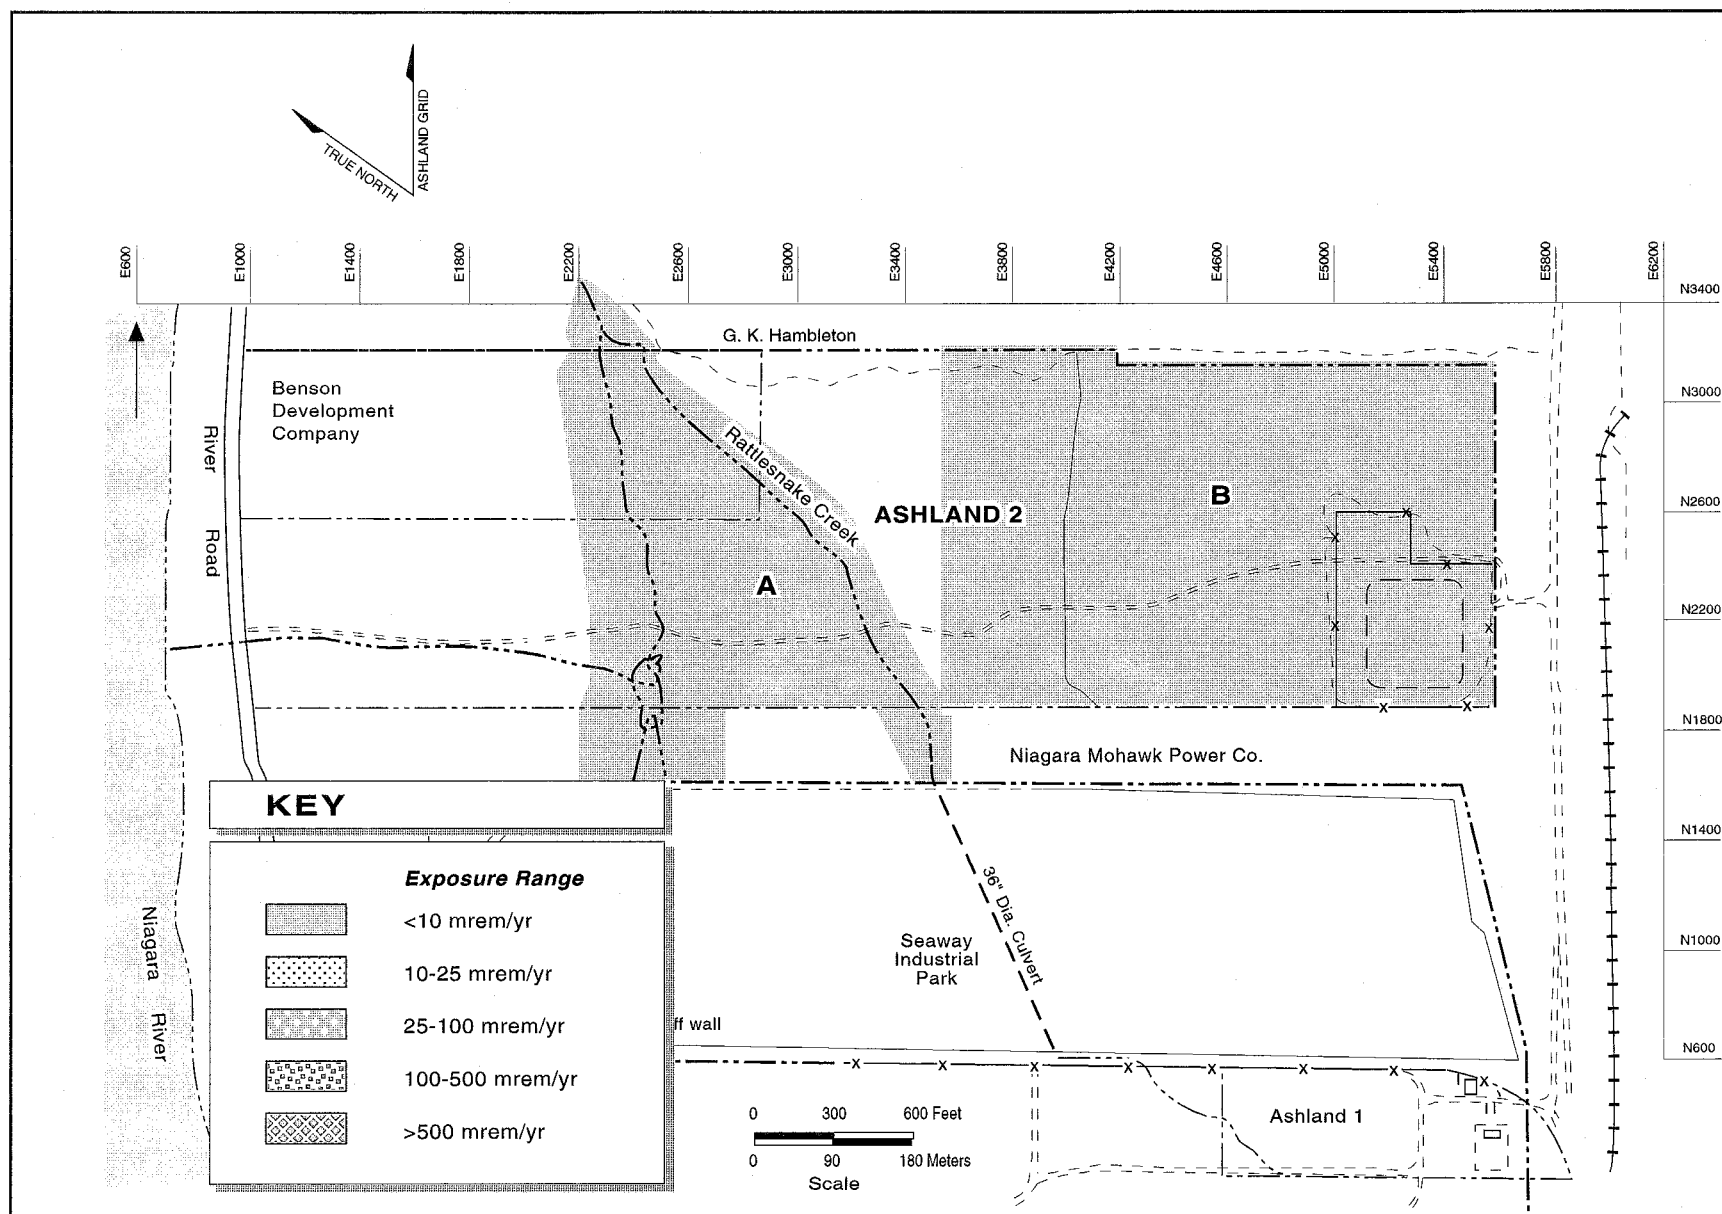 ASHLAND GRID
TRUE NORTH
E600
E1000
E1400
E1800
E2200
E2600
E3000
E3400
E3800
E4200
E4600
E5000
E5400
E5800
E6200
N3400
G. K. Hambleton
Benson
Development
Company
N3000
River
Road
Rattlesnake Creek
ASHLAND 2
B
N2600
A
N2200
N1800
Niagara Mohawk Power Co.
KEY
N1400
Exposure Range
<10 mrem/yr
10-25 mrem/yr
25-100 mrem/yr
100-500 mrem/yr
>500 mrem/yr
36" Dia. Culvert
Seaway
Industrial
Park
N1000
Niagara
River
ff wall
N600
0 300 600 Feet
0 90 180 Meters
Scale
Ashland 1